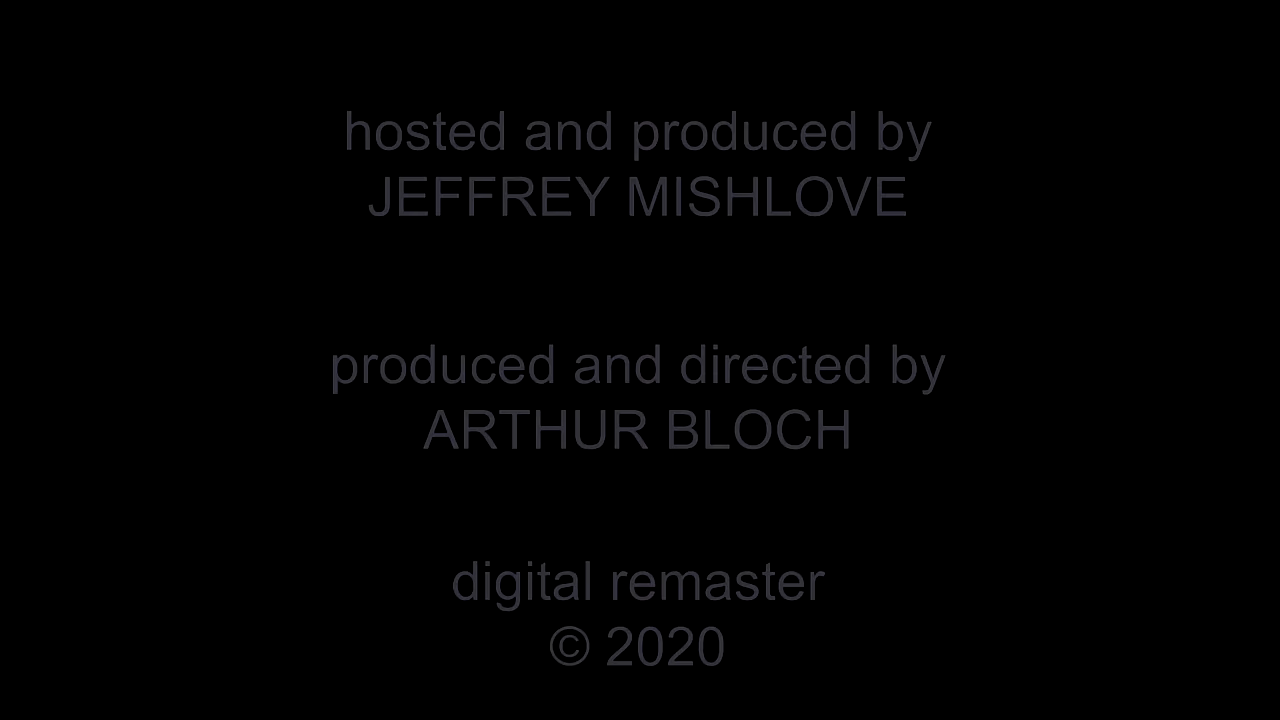 hosted and produced by
JEFFREY MISHLOVE
produced and directed by
ARTHUR BLOCH
digital remaster
© 2020